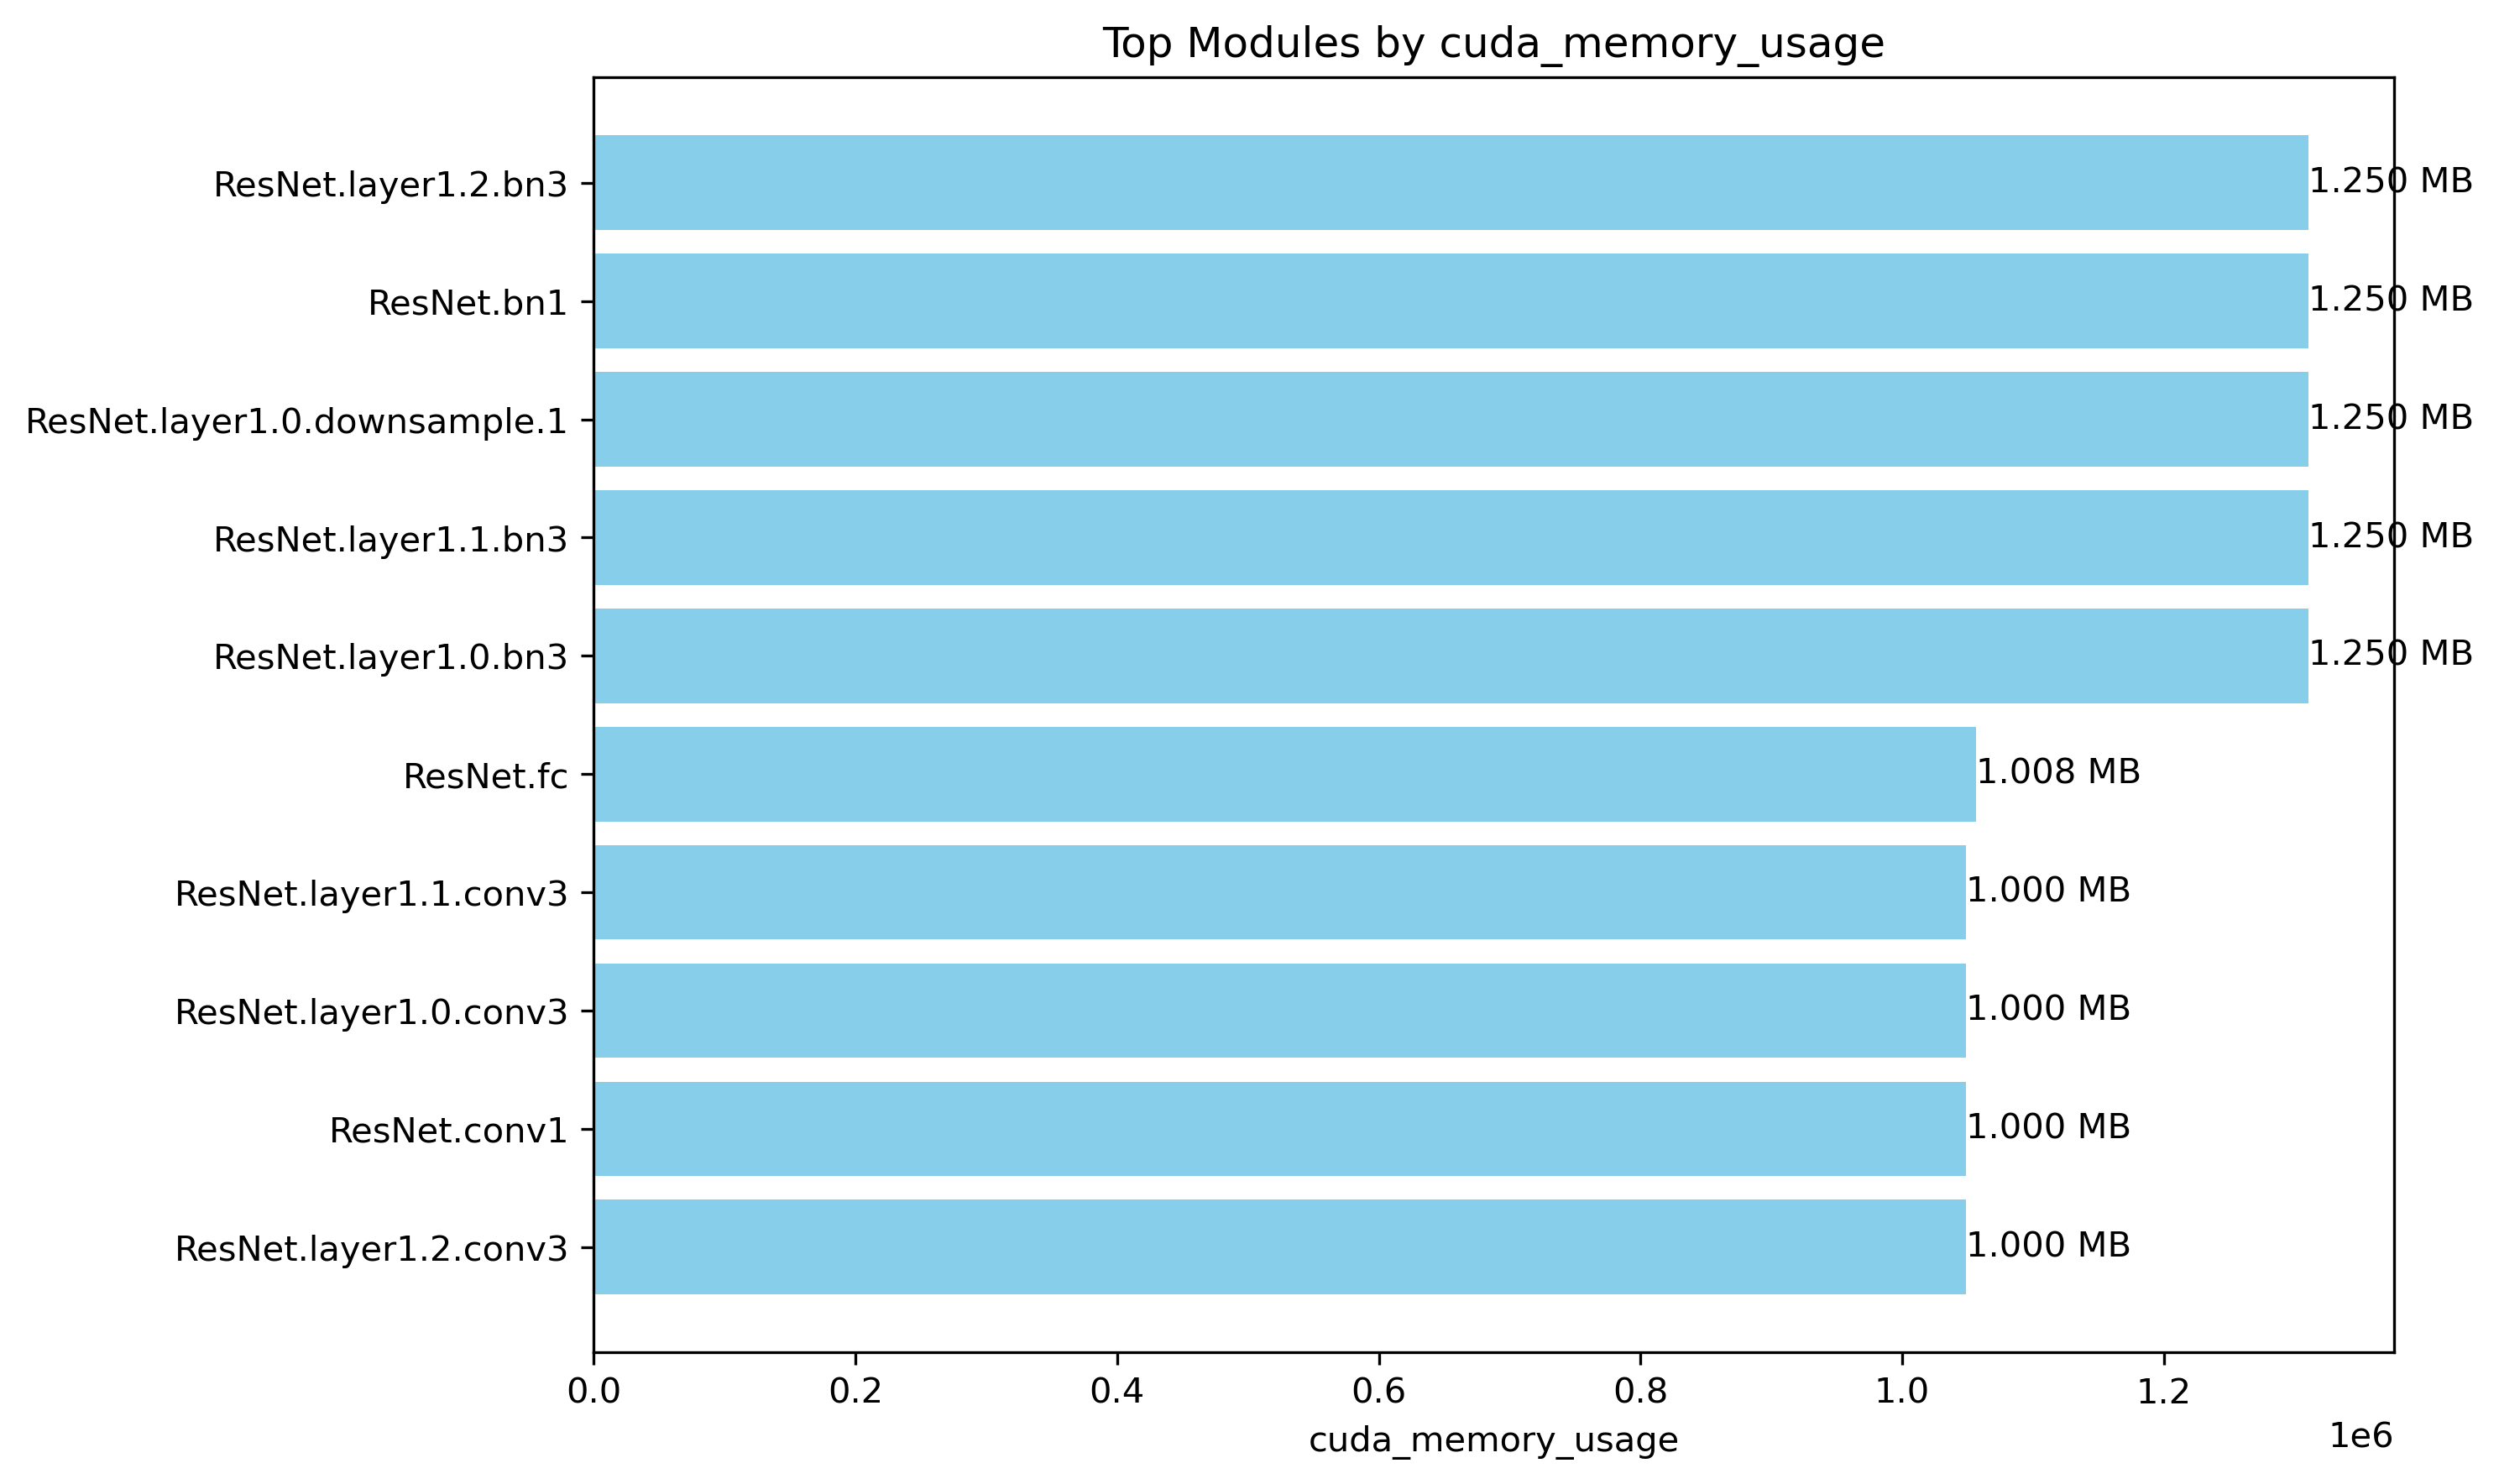 Top Modules by cuda_memory_usage
ResNet.layer1.2.bn3 1.250 MB
ResNet.bn1 1.250 MB
ResNet.layer1.0.downsample.1 1.250 MB
ResNet.layer1.1.bn3 1.250 MB
ResNet.layer1.0.bn3 1.250 MB
ResNet.fc 1.008 MB
ResNet.layer1.1.conv3 1.000 MB
ResNet.layer1.0.conv3 1.000 MB
ResNet.conv1 1.000 MB
ResNet.layer1.2.conv3 1.000 MB
0.0 0.2 0.4 0.6 0.8 1.0 1.2
1e6
cuda_memory_usage